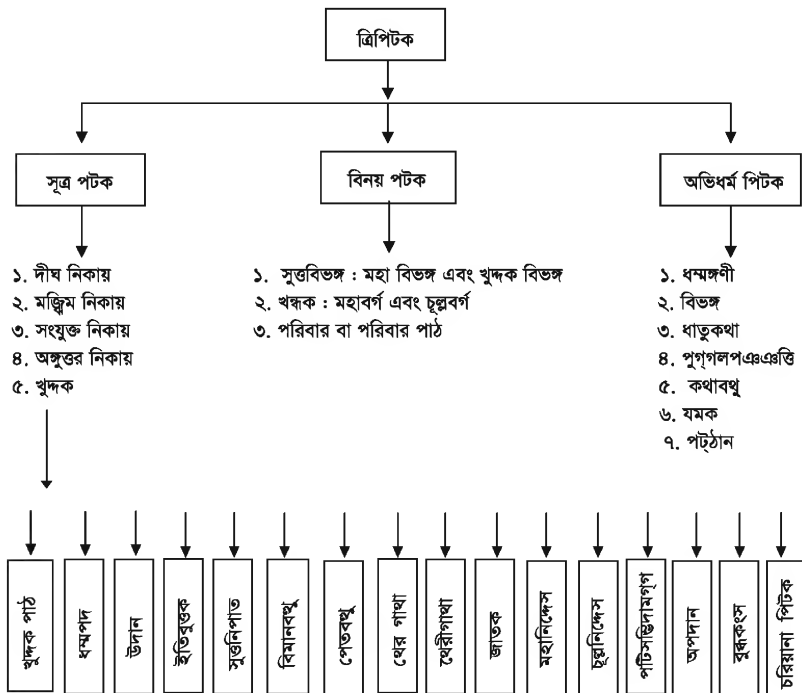 ত্রিপিটক
সূত্র পটক
বিনয় পটক
অভিধর্ম পিটক
১. দীঘ নিকায়
২. মজ্ঝিম নিকায়
৩. সংযুক্ত নিকায়
৪. অঙ্গুত্তর নিকায়
৫. খুদ্দক
১. সুত্তবিভঙ্গ : মহা বিভঙ্গ এবং খুদ্দক বিভঙ্গ
২. খন্ধক : মহাবর্গ এবং চূল্লবর্গ
৩. পরিবার বা পরিবার পাঠ
১. ধম্মঙ্গণী
২. বিভঙ্গ
৩. ধাতুকথা
৪. পুগ্‌গলপঞঞত্তি
৫. কথাবত্থু
৬. যমক
৭. পট্‌ঠান
খুদ্দক পাঠ
ধম্মপদ
উদান
ইতিবুত্তক
সুত্তনিপাত
বিমানবত্থু
পেতবত্থু
থের গাথা
থেরীগাথা
জাতক
মহানিদ্দেস
চূল্লনিদ্দেস
পটিসম্ভিদামগ্‌গ
অপদান
বুদ্ধবংস
চরিয়ানা পিটক